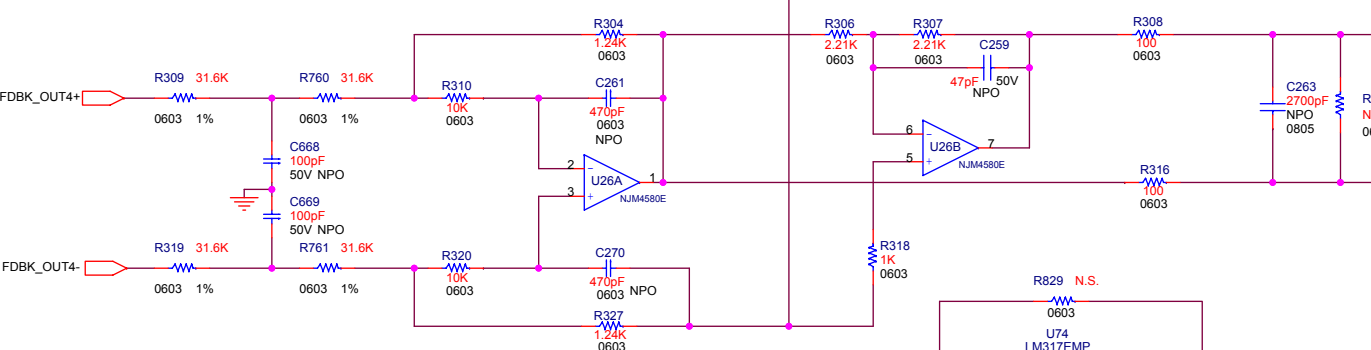 R304
1.24K
0603
R306
2.21K
0603
R307
2.21K
0603
C259
47pF 50V
NPO
R308
100
0603
R309 31.6K
0603 1%
R760 31.6K
0603 1%
FDBK_OUT4+
R310
10K
0603
C261
470pF
0603
NPO
C263
2700pF
NPO
0805
C668
100pF
50V NPO
2
-
3
+
1
U26A
NJM4580E
6
-
5
+
7
U26B
NJM4580E
R316
100
0603
C669
100pF
50V NPO
FDBK_OUT4-
R319 31.6K
0603 1%
R761 31.6K
0603 1%
R320
10K
0603
C270
470pF
0603 NPO
R318
1K
0603
R327
1.24K
0603
R829 N.S.
0603
U74
LM317EMP